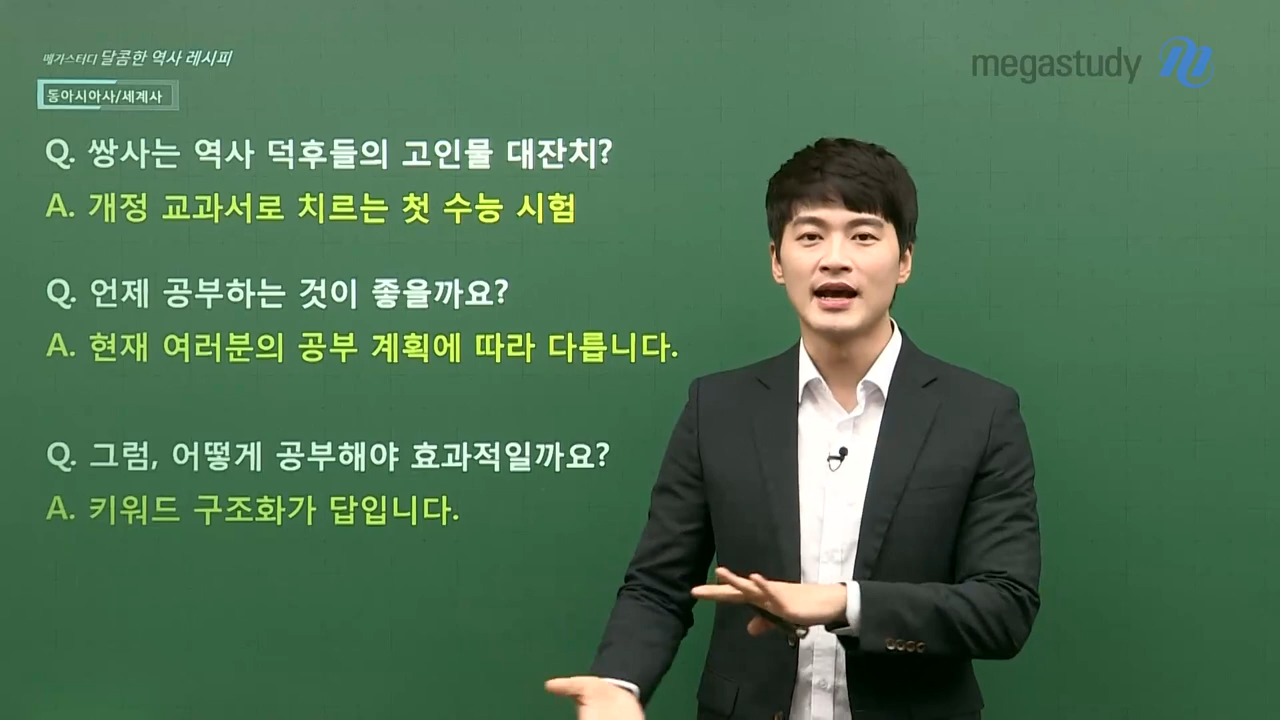 메가스터디 달콤한 역사 레시피
megastudy
동아시아사/세계사
Q. 쌍사는 역사 덕후들의 고인물 대잔치?
A. 개정 교과서로 치르는 첫 수능 시험
Q. 언제 공부하는 것이 좋을까요?
A. 현재 여러분의 공부 계획에 따라 다릅니다.
Q. 그럼, 어떻게 공부해야 효과적일까요?
A. 키워드 구조화가 답입니다.